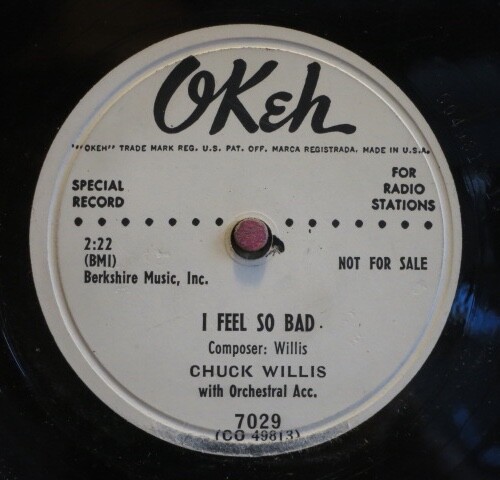 OKeh
"OKEH" TRADE MARK REG. U.S. PAT. OFF. MARCA REGISTRADA. MADE IN U.S.A.
SPECIAL RECORD
FOR RADIO STATIONS
2:22
(BMI)
Berkshire Music, Inc.
NOT FOR SALE
I FEEL SO BAD
Composer: Willis
CHUCK WILLIS
with Orchestral Acc.
7029
(CO 49813)